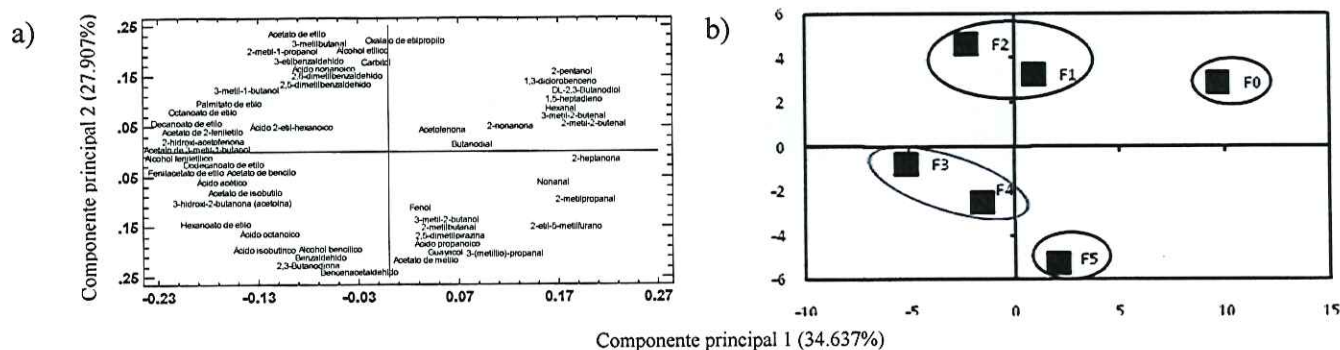 a)
Componente principal 2 (27.907%)
.25
.15
.05
.05
.15
.25
-0.23 -0.13 -0.03 0.07 0.17 0.27
Acetato de etilo
Oxalato de etilpropilo
3-metilbutanal
2-metil-1-propanol
Alcohol etílico
3-etilbenzaldehido
Carbitol
Ácido nonanoico
2,6-dimetilbenzaldehido
2,5-dimetilbenzaldehido
3-metil-1-butanol
2-pentanol
1,3-diclorobenceno
DL-2,3-Butanodiol
1,5-heptadieno
Hexanal
3-metil-2-butenal
2-metil-2-butenal
Palmitato de etilo
Octanoato de etilo
Decanoato de etilo
Ácido 2-etil-hexanoico
Acetato de 2-feniletilo
2-hidroxi-acetofenona
Acetato de 3-metil-1-butanol
Acetofenona
2-nonanona
Butanodial
Alcohol feniletílico
Dodecanoato de etilo
Fenilacetato de etilo
Acetato de bencilo
Ácido acético
Acetato de isobutilo
3-hidroxi-2-butanona (acetoína)
2-heptanona
Nonanal
2-metilpropanal
Fenol
3-metil-2-butanol
2-metilbutanal
2,5-dimetilpirazina
Ácido propanoico
Guayacol
3-(metiltio)-propanal
Acetato de metilo
2-etil-5-metilfurano
Hexanoato de etilo
Ácido octanoico
Ácido isobutírico
Alcohol bencílico
Benzaldehido
2,3-Butanodiona
Bencenacetaldehido
b)
6
4
2
0
-2
-4
-6
-10 -5 0 5 10 15
F2
F1
F0
F3
F4
F5
Componente principal 1 (34.637%)